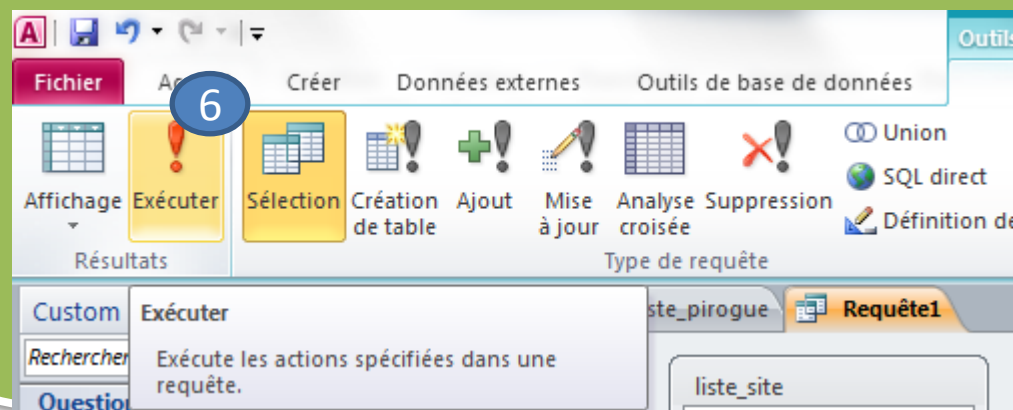 A
Outils
Fichier
6
Créer
Données externes
Outils de base de données
Affichage
Exécuter
Sélection
Création
de table
Ajout
Mise
à jour
Analyse
croisée
Suppression
Union
SQL direct
Définition de
Résultats
Type de requête
Custom
ste_pirogue
Requête1
Rechercher
Exécuter
Exécute les actions spécifiées dans une
requête.
liste_site
Question